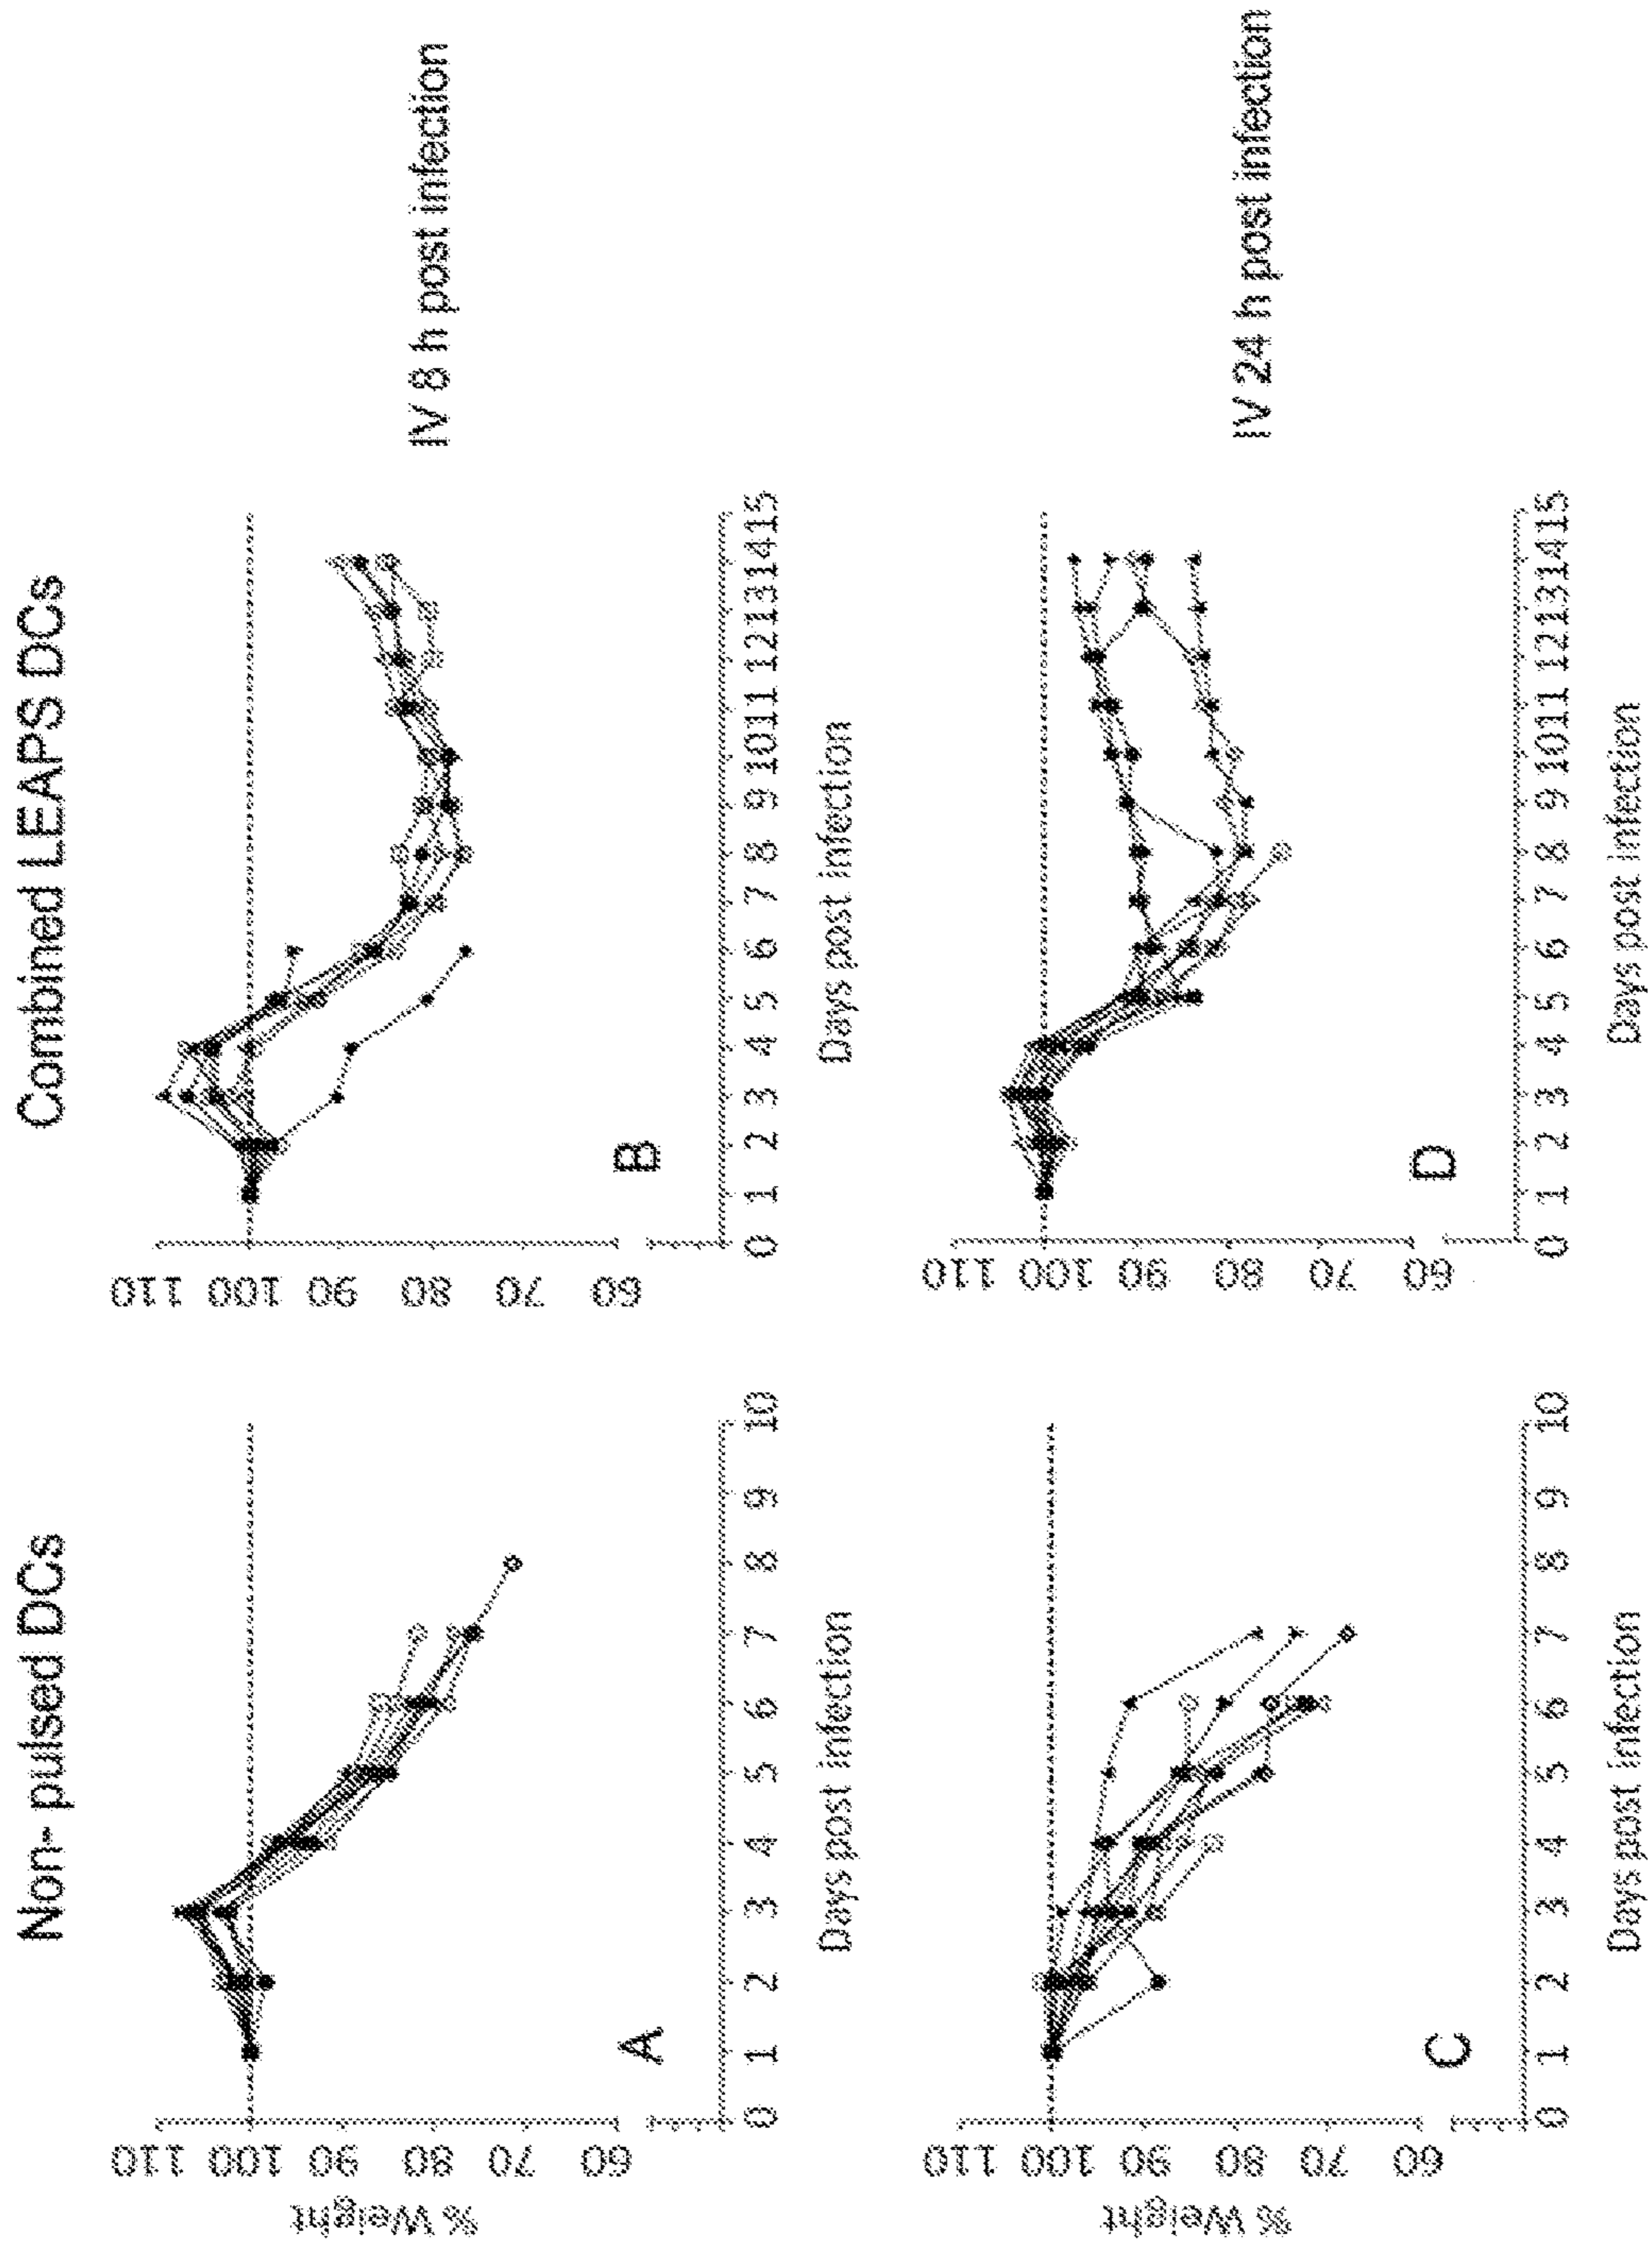 Non- pulsed DCs
Combined LEAPS DCs
% Weight
110
100
90
80
70
60
A
0 1 2 3 4 5 6 7 8 9 10
Days post infection
110
100
90
80
70
60
B
0 1 2 3 4 5 6 7 8 9 10 11 12 13 14 15
Days post infection
IV 8 h post infection
% Weight
110
100
90
80
70
60
C
0 1 2 3 4 5 6 7 8 9 10
Days post infection
110
100
90
80
70
60
D
0 1 2 3 4 5 6 7 8 9 10 11 12 13 14 15
Days post infection
IV 24 h post infection